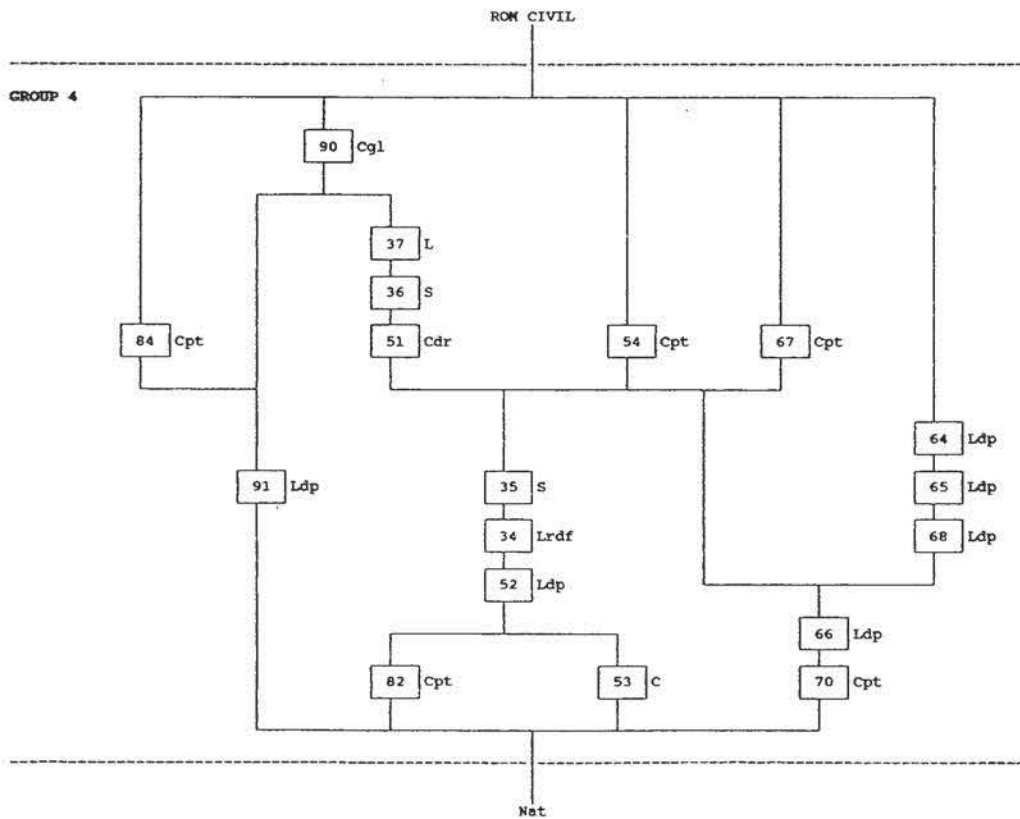 ROM CIVIL
GROUP 4
90 Cgl
37 L
36 S
84 Cpt
51 Cdr
54 Cpt
67 Cpt
64 Ldp
91 Ldp
35 S
65 Ldp
34 Lrdf
68 Ldp
52 Ldp
66 Ldp
82 Cpt
53 C
70 Cpt
Nat